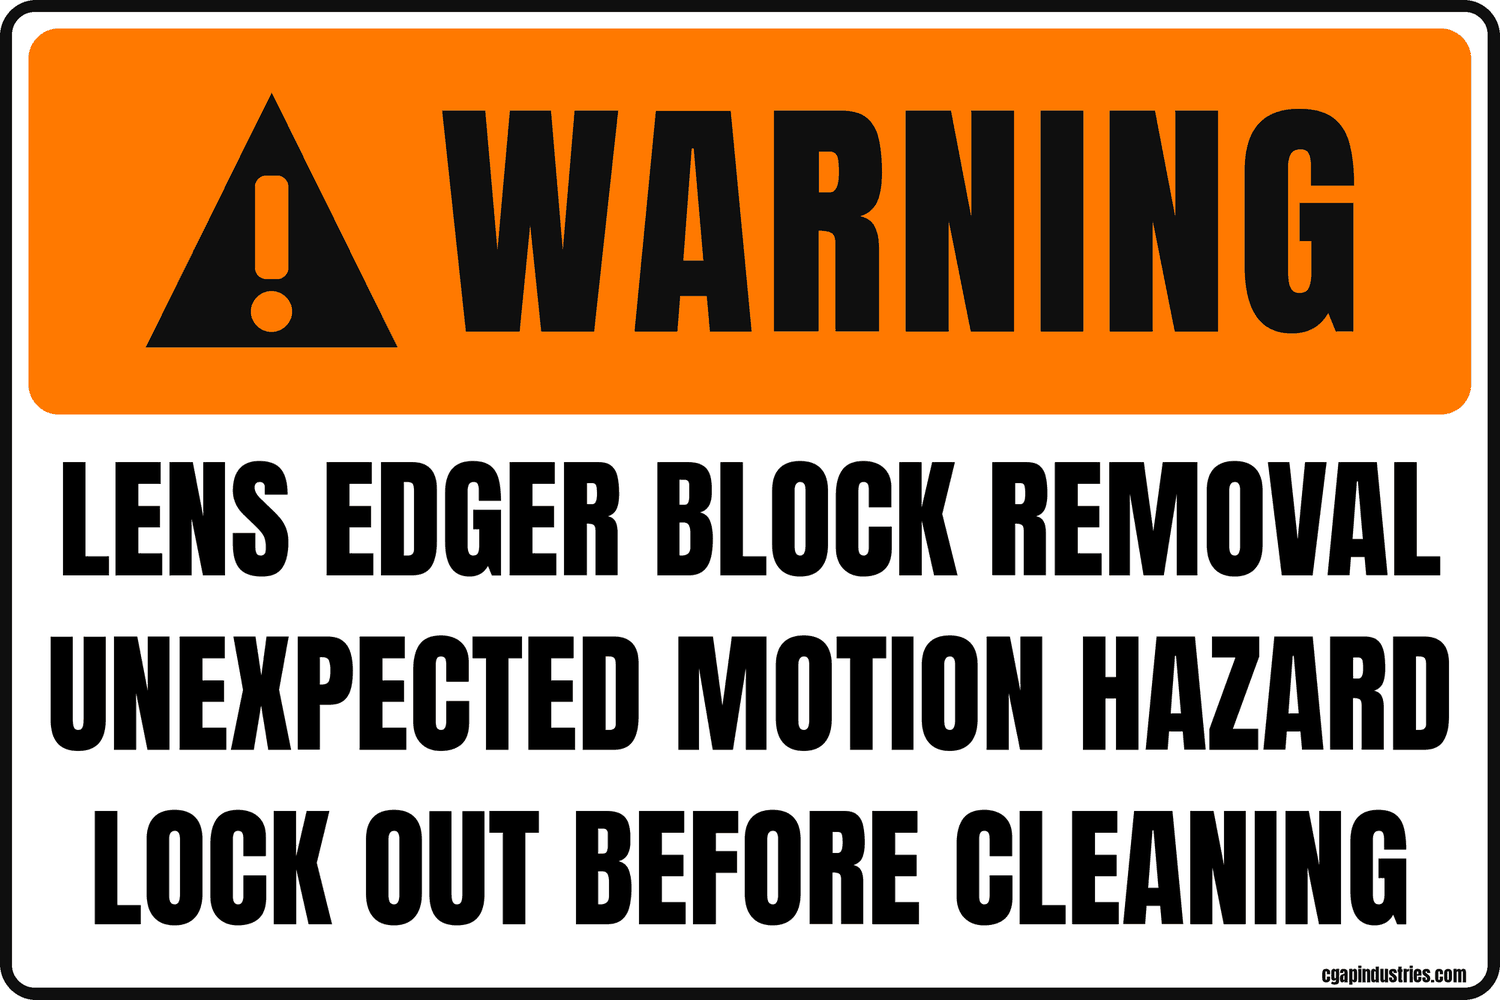 WARNING
LENS EDGER BLOCK REMOVAL
UNEXPECTED MOTION HAZARD
LOCK OUT BEFORE CLEANING
cgapindustries.com